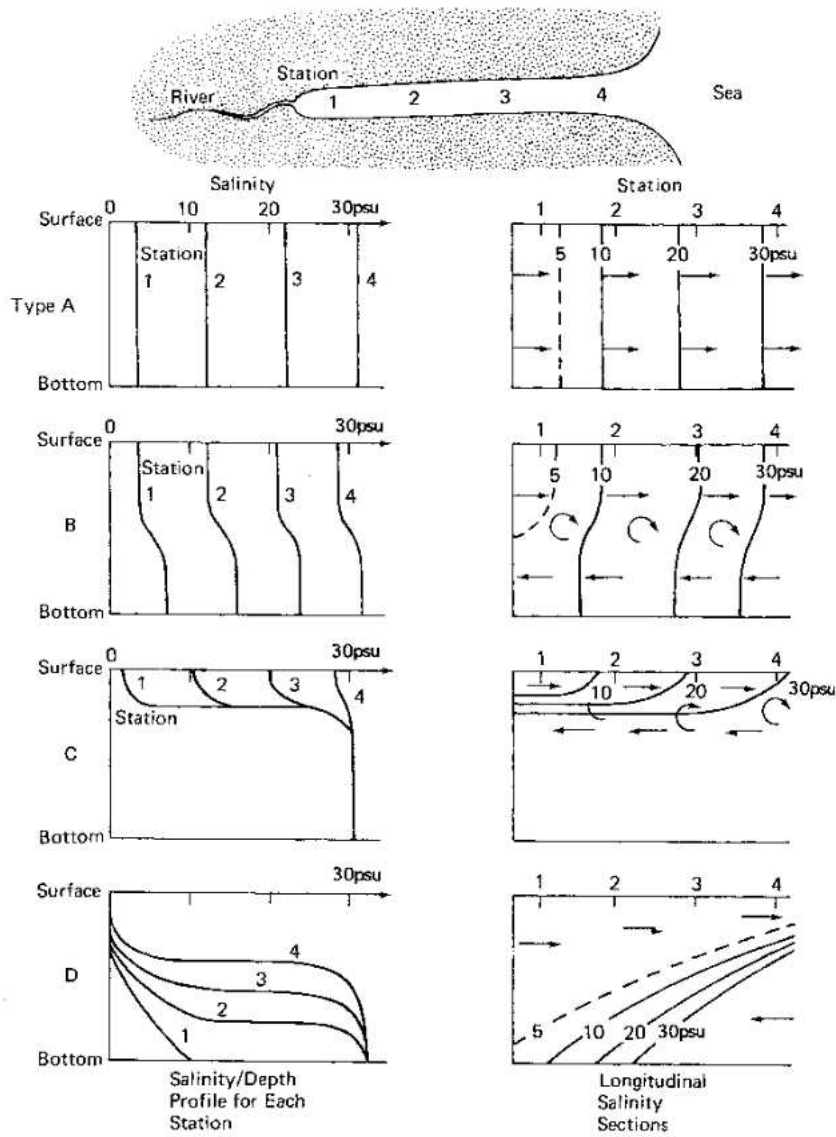 Station
River
1 2 3 4
Sea
Salinity
0 10 20 30psu
Surface
Station
1 2 3 4
Type A
Bottom
Station
1 2 3 4
5 10 20 30psu
0 30psu
Surface
Station
1 2 3 4
B
Bottom
1 2 3 4
5 10 20 30psu
30psu
Surface
1 2 3 4
Station
C
Bottom
1 2 3 4
10 20 30psu
30psu
Surface
4
3
2
1
D
Bottom
1 2 3 4
5 10 20 30psu
Salinity/Depth
Profile for Each
Station
Longitudinal
Salinity
Sections